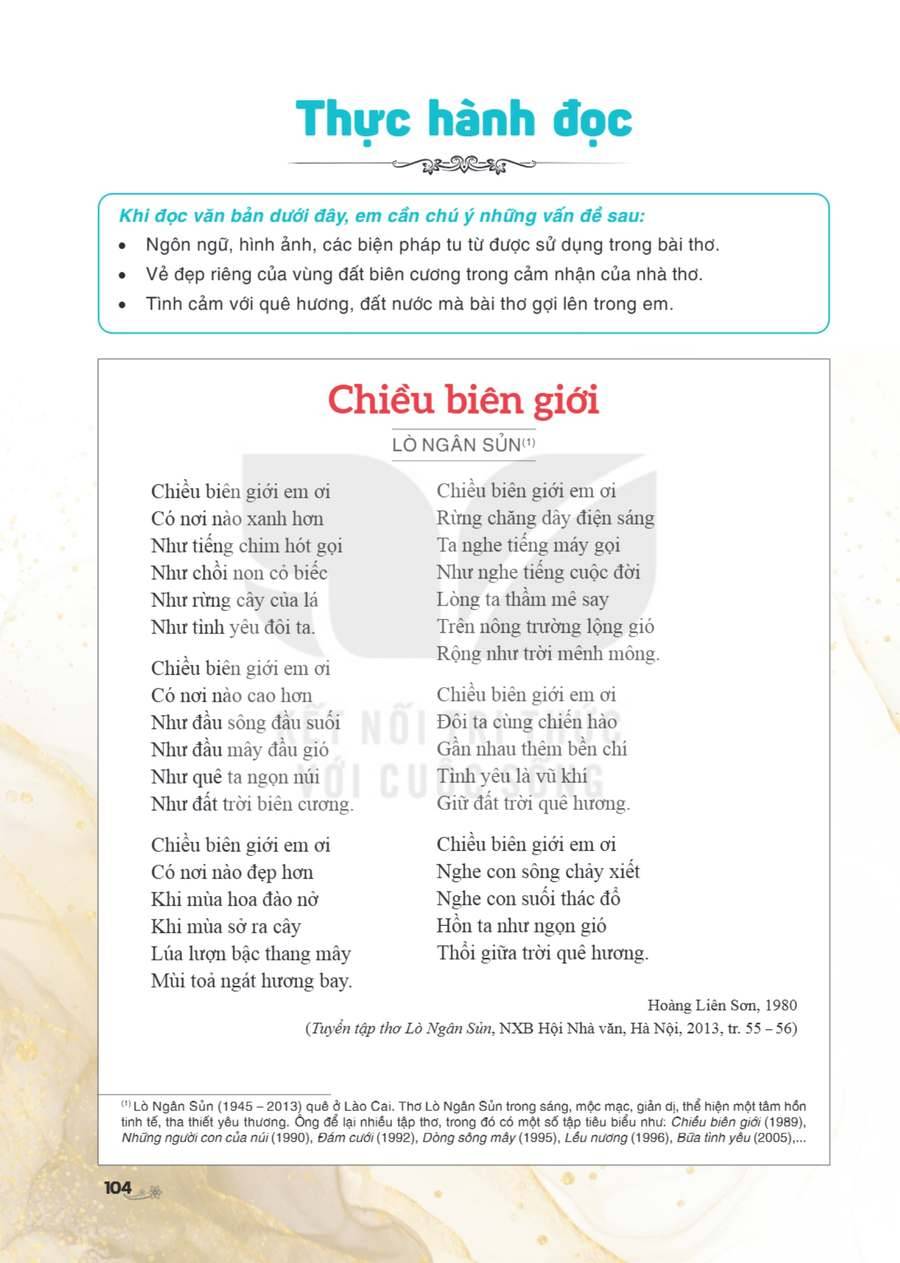 Thực hành đọc
Khi đọc văn bản dưới đây, em cần chú ý những vấn đề sau:
• Ngôn ngữ, hình ảnh, các biện pháp tu từ được sử dụng trong bài thơ.
• Vẻ đẹp riêng của vùng đất biên cương trong cảm nhận của nhà thơ.
• Tình cảm với quê hương, đất nước mà bài thơ gợi lên trong em.
Chiều biên giới
LÒ NGÂN SỦN(1)
Chiều biên giới em ơi
Có nơi nào xanh hơn
Như tiếng chim hót gọi
Như chồi non cỏ biếc
Như rừng cây của lá
Như tình yêu đôi ta.
Chiều biên giới em ơi
Có nơi nào cao hơn
Như đầu sông đầu suối
Như đầu mây đầu gió
Như quê ta ngọn núi
Như đất trời biên cương.
Chiều biên giới em ơi
Có nơi nào đẹp hơn
Khi mùa hoa đào nở
Khi mùa sở ra cây
Lúa lượn bậc thang mây
Mùi toả ngát hương bay.
Chiều biên giới em ơi
Rừng chăng dây điện sáng
Ta nghe tiếng máy gọi
Như nghe tiếng cuộc đời
Lòng ta thầm mê say
Trên nông trường lộng gió
Rộng như trời mênh mông.
Chiều biên giới em ơi
Đôi ta cùng chiến hào
Gần nhau thêm bền chí
Tình yêu là vũ khí
Giữ đất trời quê hương.
Chiều biên giới em ơi
Nghe con sông chảy xiết
Nghe con suối thác đổ
Hồn ta như ngọn gió
Thổi giữa trời quê hương.
Hoàng Liên Sơn, 1980
(Tuyển tập thơ Lò Ngân Sủn, NXB Hội Nhà văn, Hà Nội, 2013, tr. 55 – 56)
KẾT NỐI TRI THỨC
VỚI CUỘC SỐNG
(1) Lò Ngân Sủn (1945 – 2013) quê ở Lào Cai. Thơ Lò Ngân Sủn trong sáng, mộc mạc, giản dị, thể hiện một tâm hồn
tinh tế, tha thiết yêu thương. Ông để lại nhiều tập thơ, trong đó có một số tập tiêu biểu như: Chiều biên giới (1989),
Những người con của núi (1990), Đám cưới (1992), Dòng sông mây (1995), Lều nương (1996), Bữa tình yêu (2005),...
104